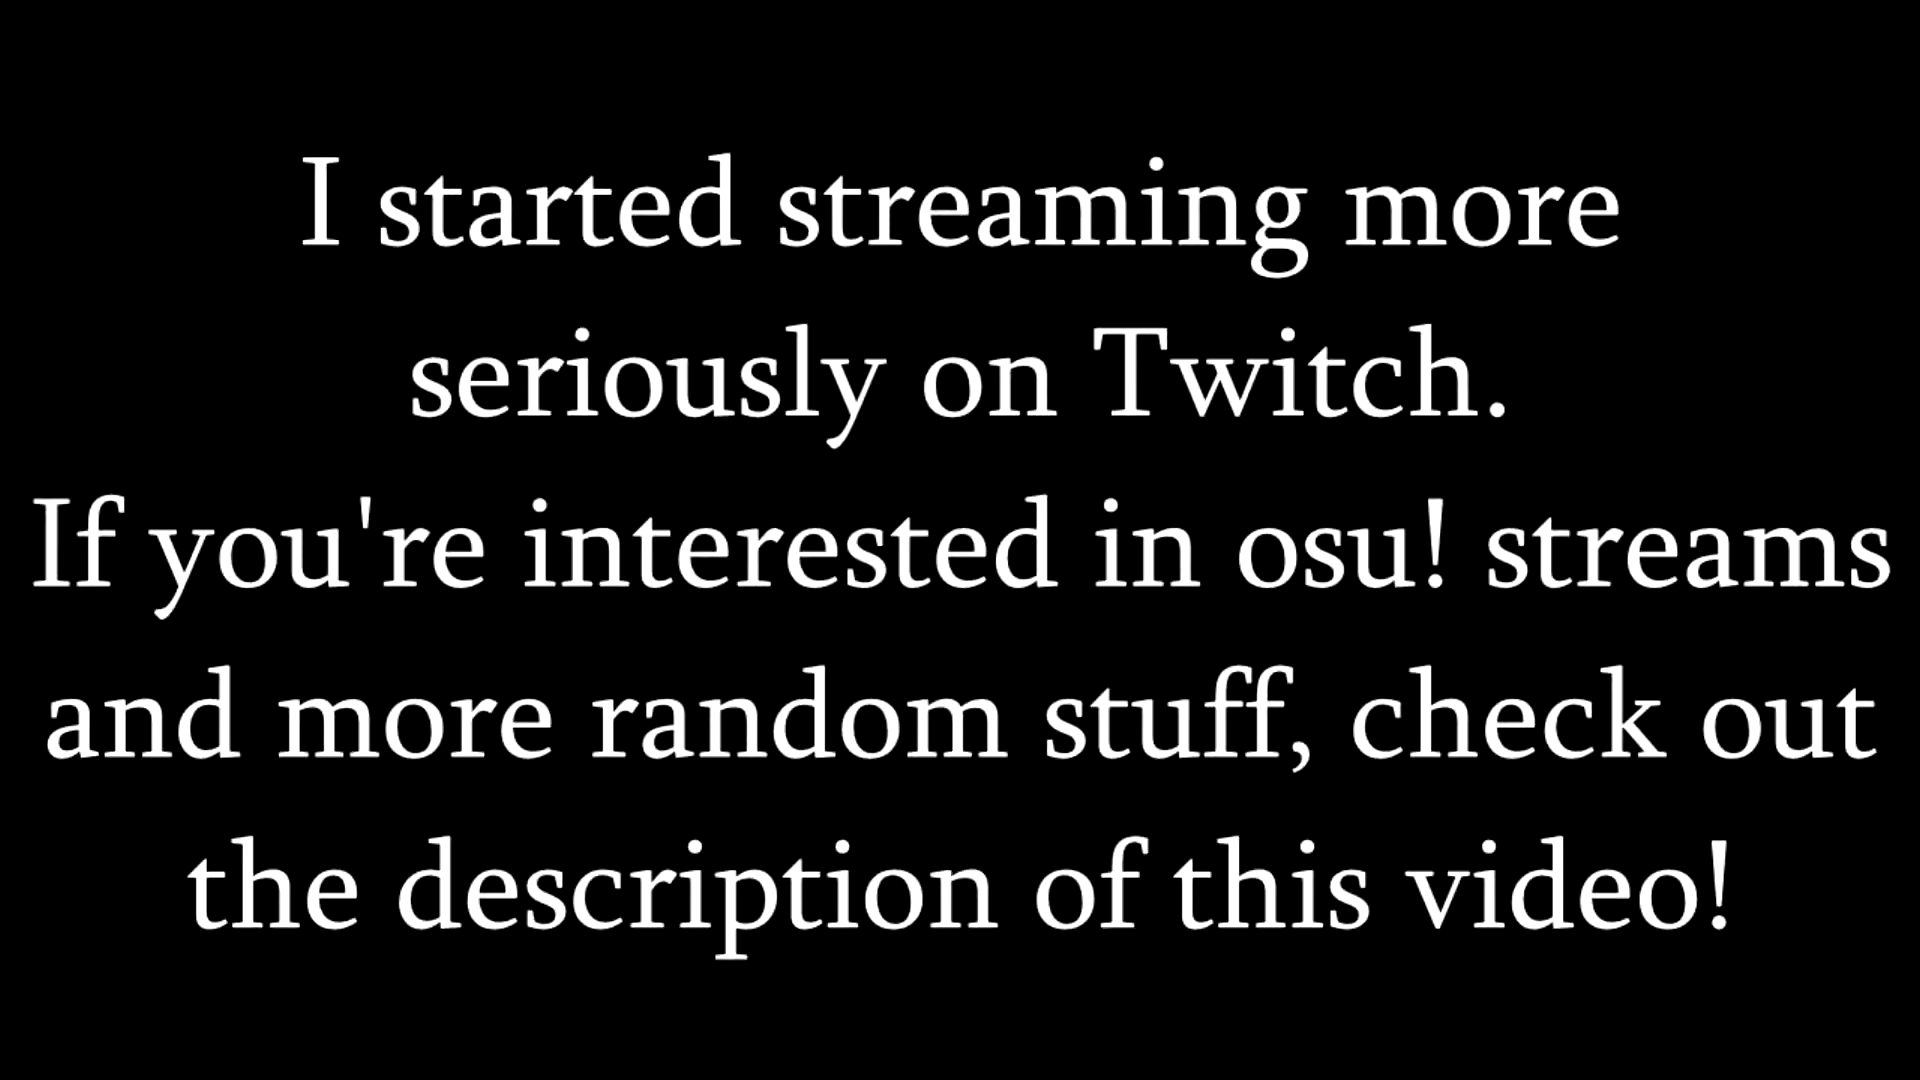 I started streaming more
seriously on Twitch.
If you're interested in osu! streams
and more random stuff, check out
the description of this video!